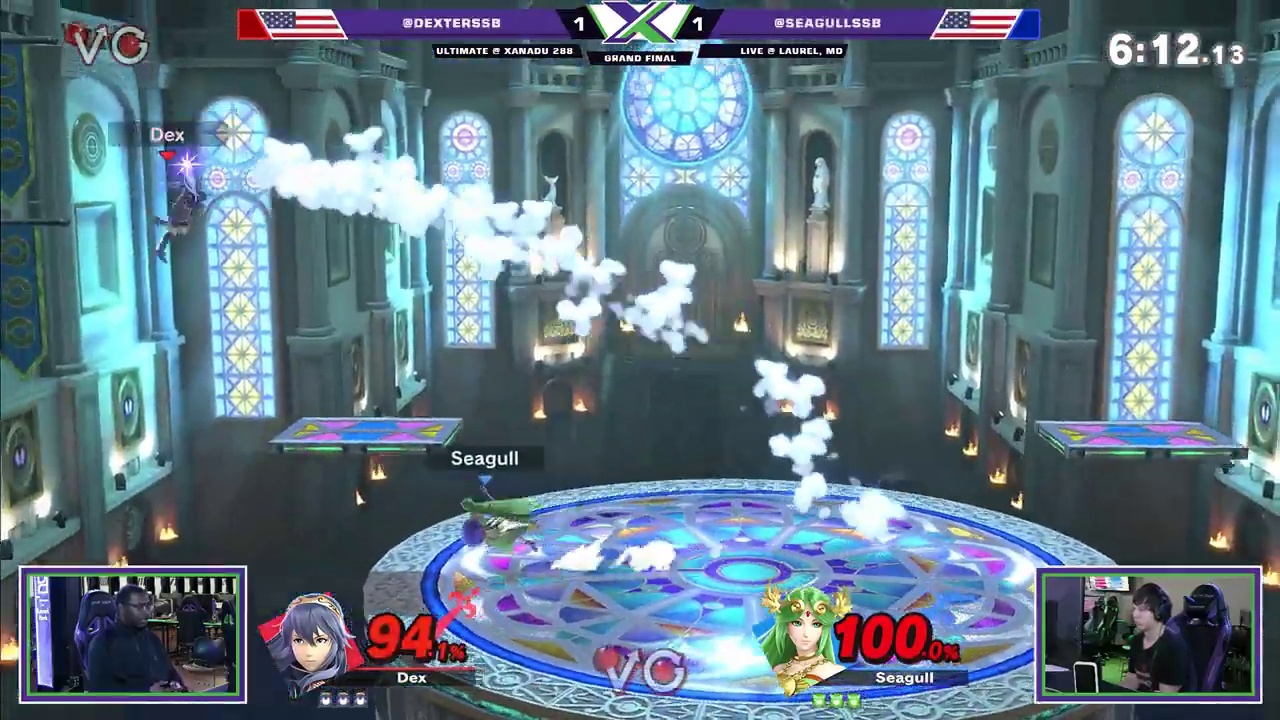 @DEXTERSSB
1
1
@SEAGULLSSB
ULTIMATE @ XANADU 288
GRAND FINAL
LIVE @ LAUREL, MD
VG
6:12.13
Dex
Seagull
94.1%
100.0%
VG
Dex
Seagull